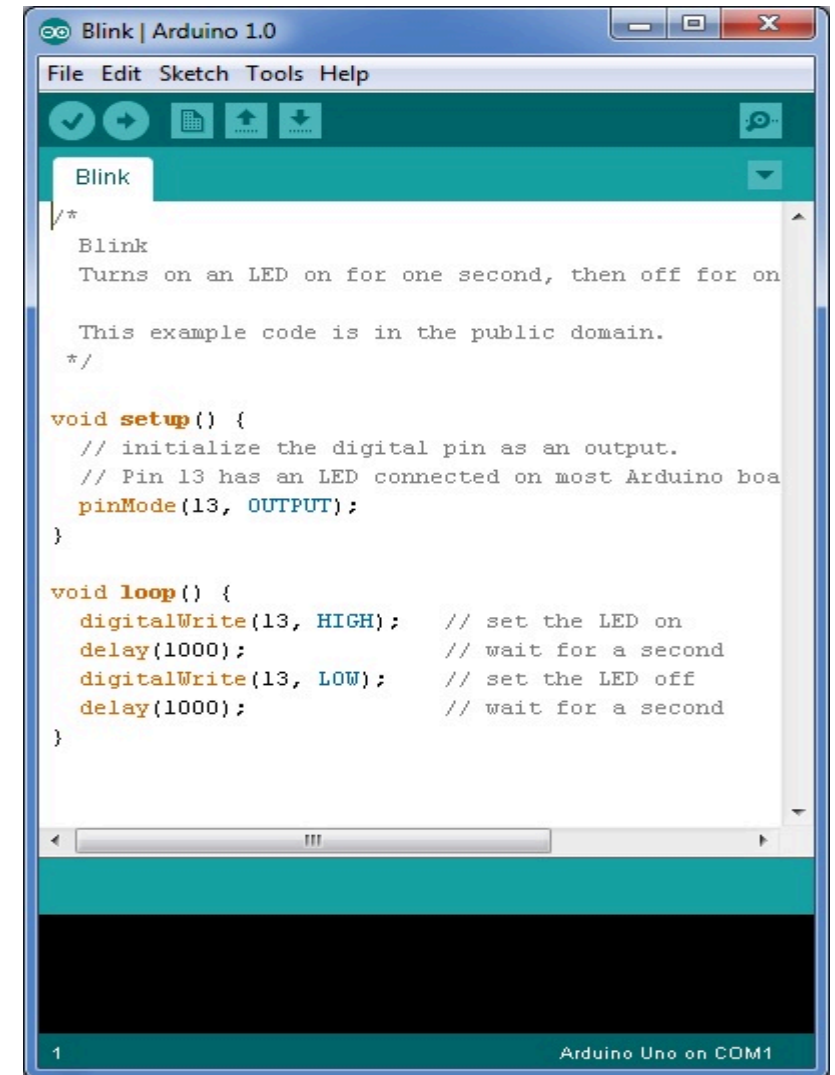 Blink | Arduino 1.0
File Edit Sketch Tools Help
Blink
/*
  Blink
  Turns on an LED on for one second, then off for on

  This example code is in the public domain.
 */

void setup() {
  // initialize the digital pin as an output.
  // Pin 13 has an LED connected on most Arduino boa
  pinMode(13, OUTPUT);
}

void loop() {
  digitalWrite(13, HIGH);   // set the LED on
  delay(1000);              // wait for a second
  digitalWrite(13, LOW);    // set the LED off
  delay(1000);              // wait for a second
}
1
Arduino Uno on COM1